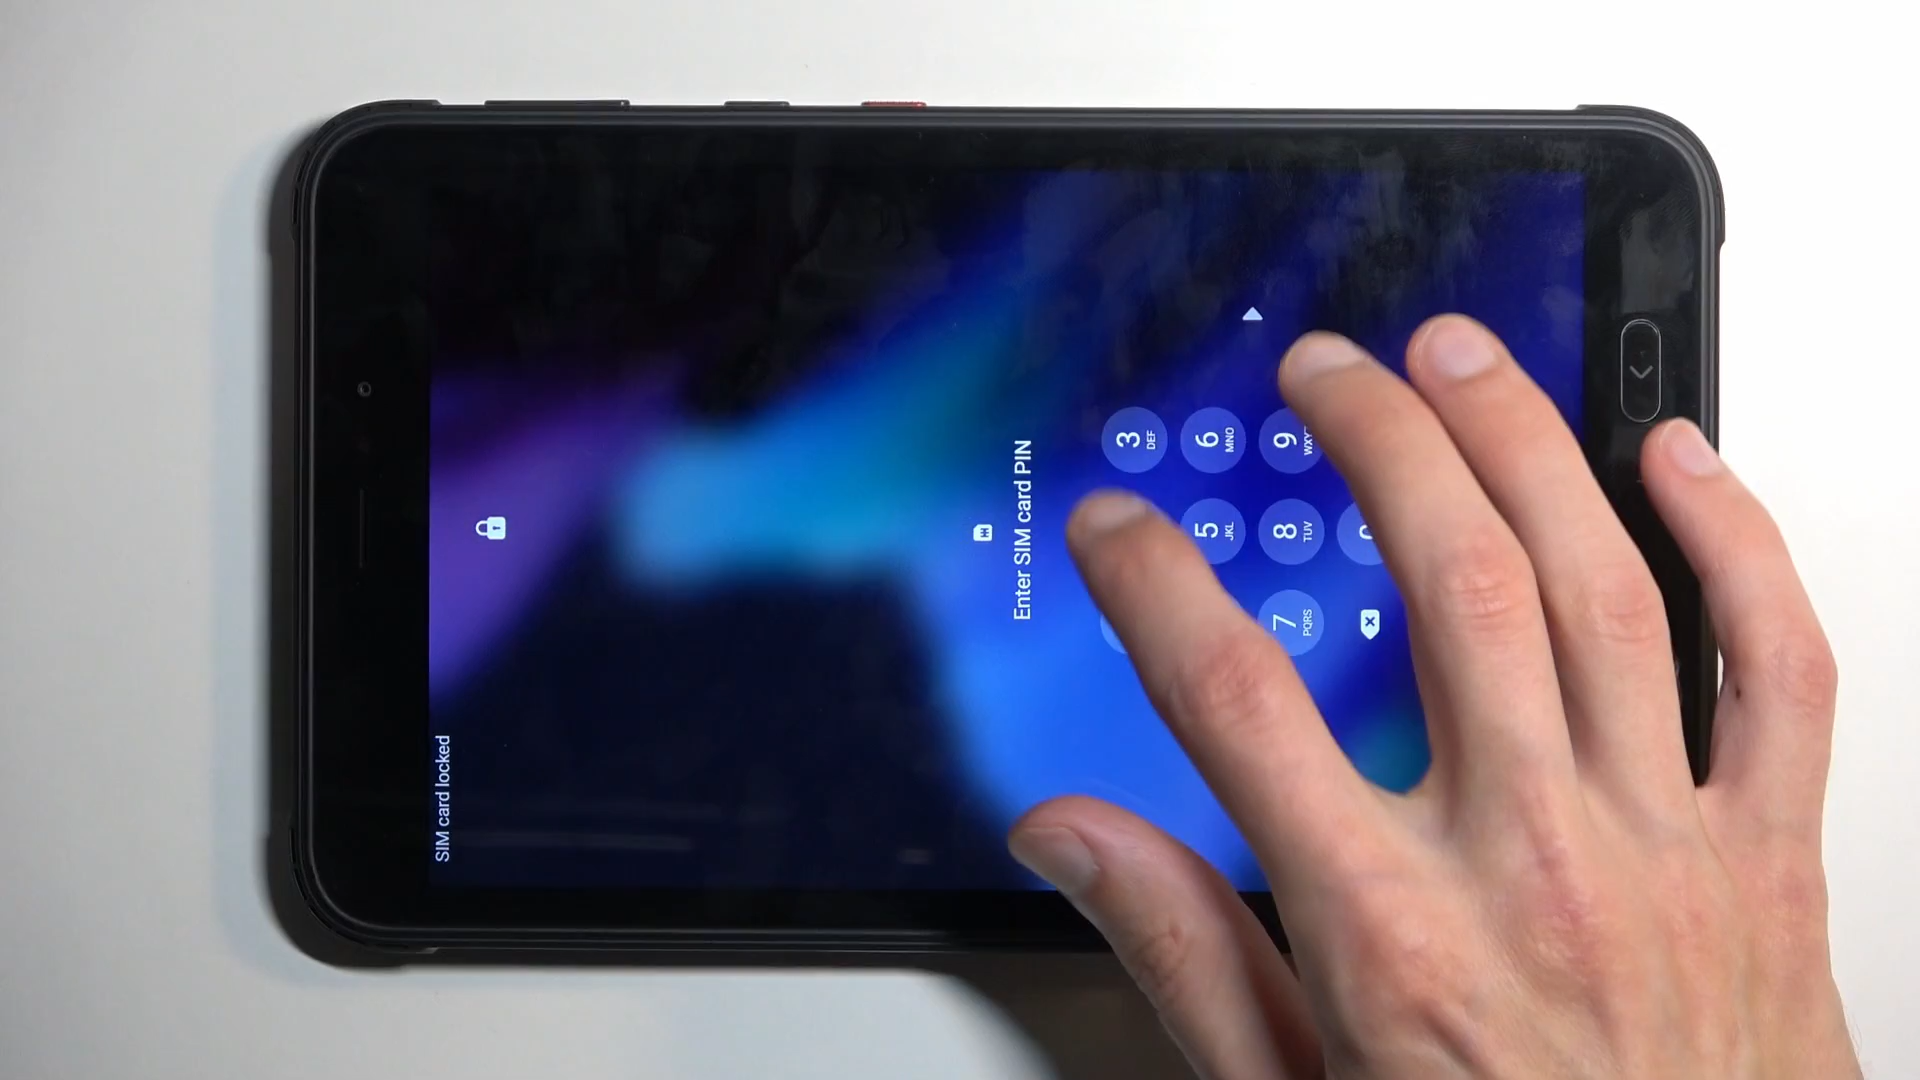 SIM card locked
Enter SIM card PIN
3 DEF
5 JKL
6 MNO
7 PQRS
8 TUV
9